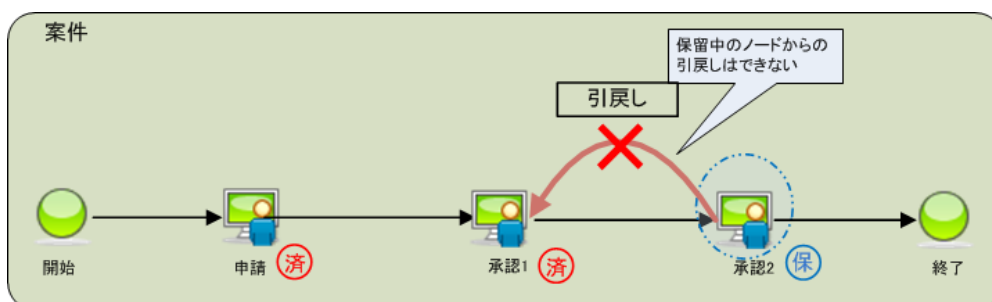 案件
保留中のノードからの
引戻しはできない
引戻し
開始
申請
済
承認1
済
承認2
保
終了